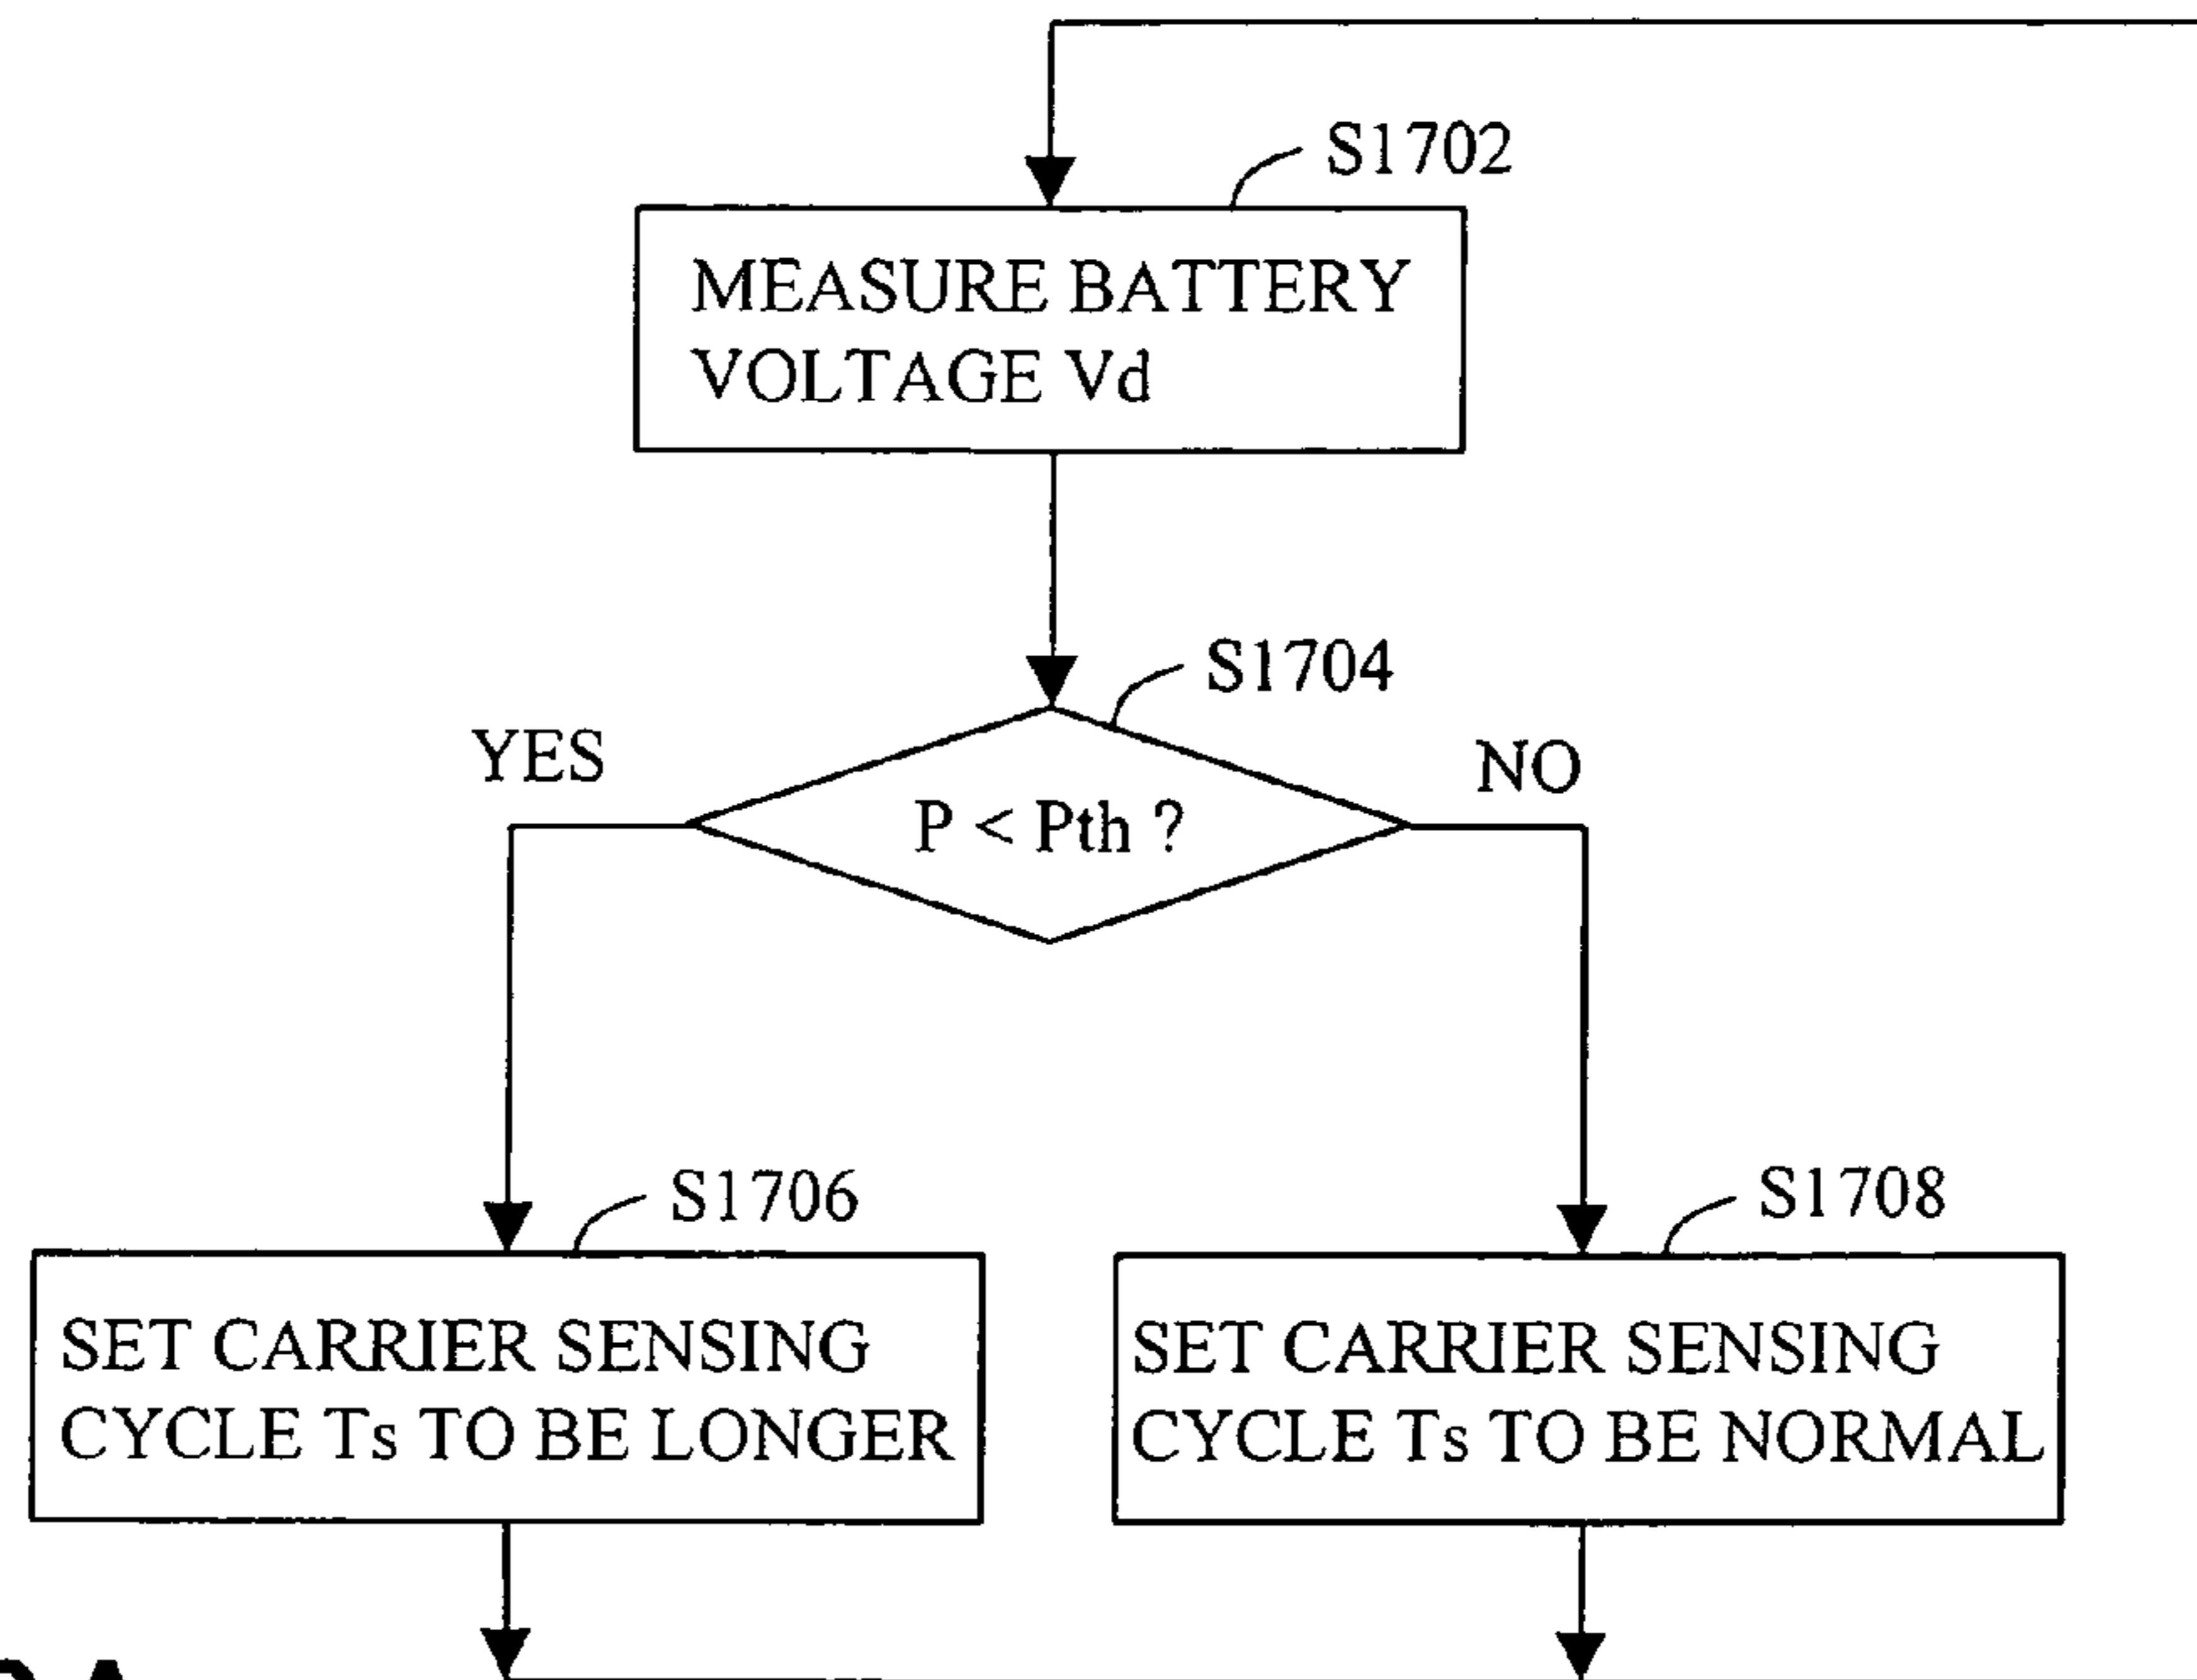 S1702
MEASURE BATTERY
VOLTAGE Vd
S1704
YES
NO
P < Pth ?
S1706
S1708
SET CARRIER SENSING
CYCLE Ts TO BE LONGER
SET CARRIER SENSING
CYCLE Ts TO BE NORMAL